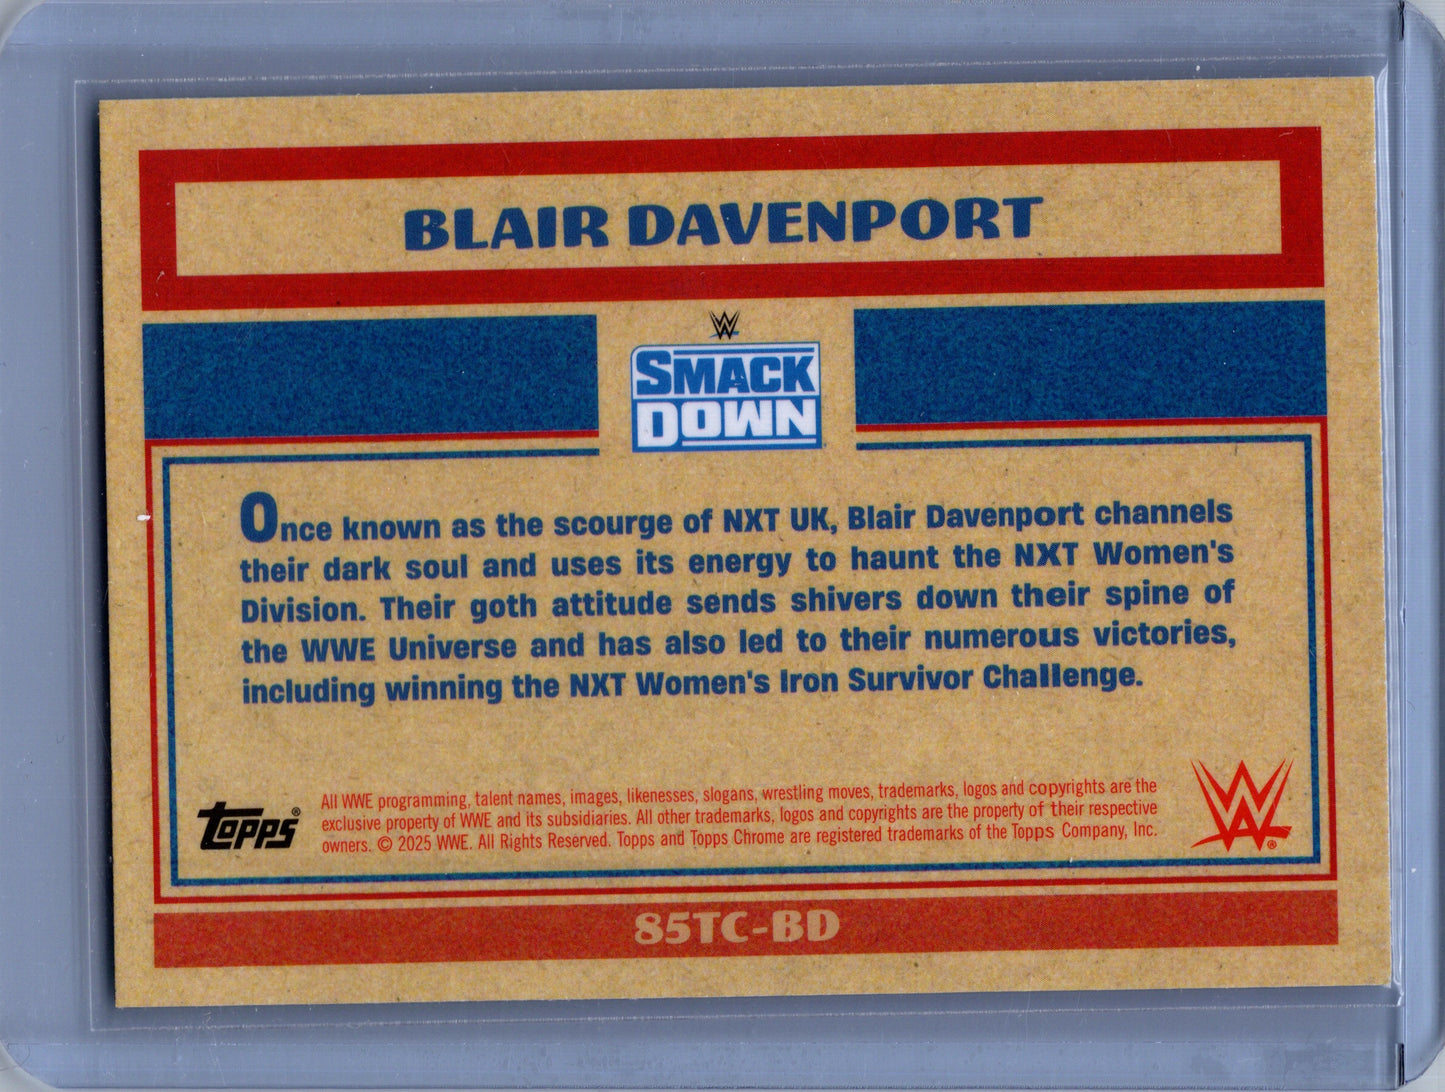 BLAIR DAVENPORT
W
SMACK
DOWN
Once known as the scourge of NXT UK, Blair Davenport channels
their dark soul and uses its energy to haunt the NXT Women's
Division. Their goth attitude sends shivers down their spine of
the WWE Universe and has also led to their numerous victories,
including winning the NXT Women's Iron Survivor Challenge.
topps®
All WWE programming, talent names, images, likenesses, slogans, wrestling moves, trademarks, logos and copyrights are the
exclusive property of WWE and its subsidiaries. All other trademarks, logos and copyrights are the property of their respective
owners. © 2025 WWE. All Rights Reserved. Topps and Topps Chrome are registered trademarks of the Topps Company, Inc.
W®
85TC-BD